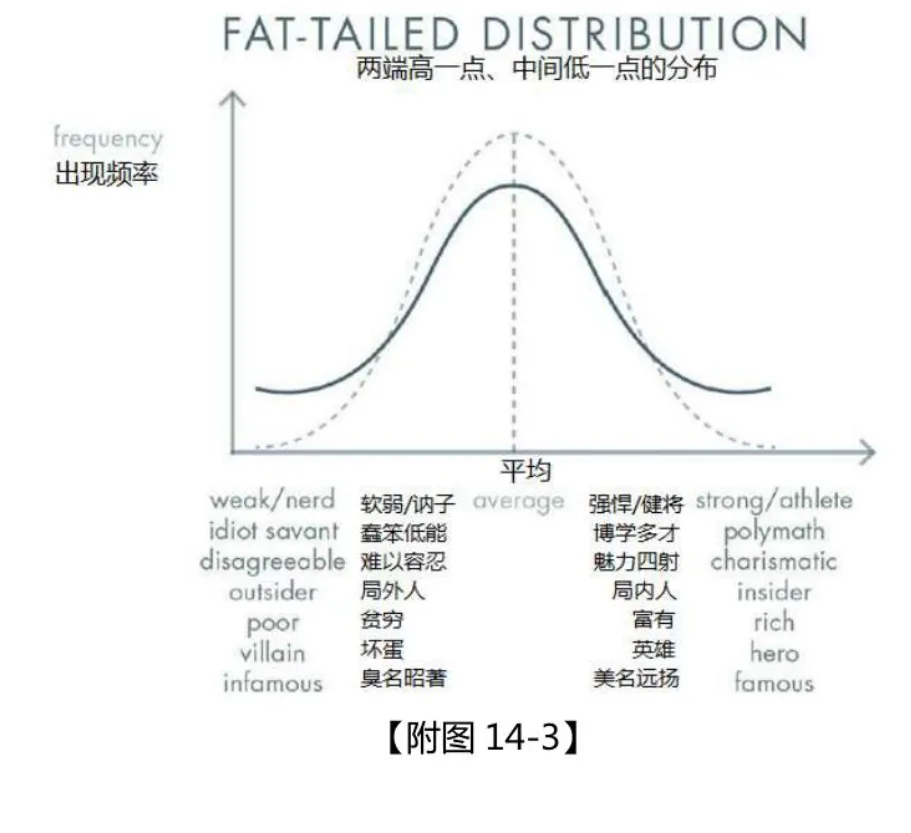 FAT-TAILED DISTRIBUTION
两端高一点、中间低一点的分布
frequency
出现频率
平均
weak/nerd 软弱/讷子 average 强悍/健将 strong/athlete
idiot savant 蠢笨低能 博学多才 polymath
disagreeable 难以容忍 魅力四射 charismatic
outsider 局外人 局内人 insider
poor 贫穷 富有 rich
villain 坏蛋 英雄 hero
infamous 臭名昭著 美名远扬 famous
【附图 14-3】